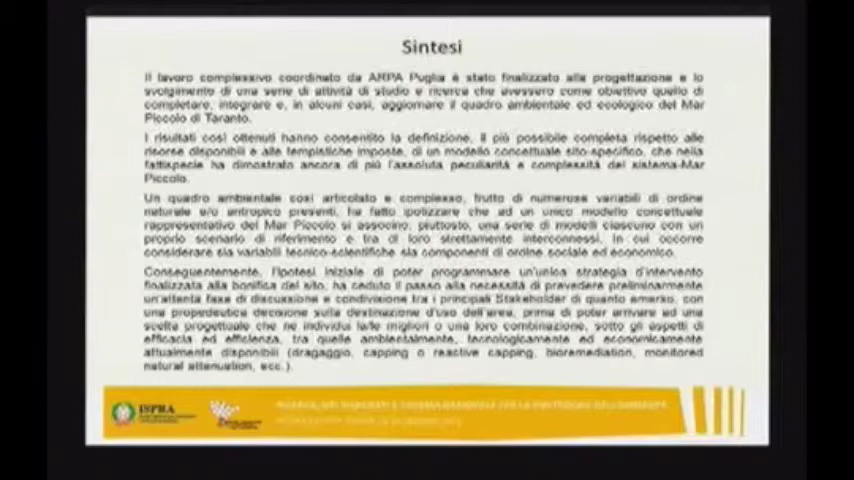 Sintesi
Il lavoro complessivo coordinato da ARPA Puglia è stato finalizzato alla progettazione e lo
svolgimento di una serie di attività di studio e ricerca che avessero come obiettivo quello di
completare, integrare e, in alcuni casi, aggiornare il quadro ambientale ed ecologico del Mar
Piccolo di Taranto.
I risultati così ottenuti hanno consentito la definizione, il più possibile completa rispetto alle
risorse disponibili e alle tempistiche imposte, di un modello concettuale sito-specifico, che nella
fattispecie ha dimostrato ancora di più l'assoluta peculiarità e complessità del sistema-Mar
Piccolo.
Un quadro ambientale così articolato e complesso, frutto di numerose variabili di ordine
naturale e/o antropico presenti, ha fatto ipotizzare che ad un unico modello concettuale
rappresentativo del Mar Piccolo si associno, piuttosto, una serie di modelli ciascuno con un
proprio scenario di riferimento e tra di loro strettamente interconnessi. In cui occorre
considerare sia variabili tecnico-scientifiche sia componenti di ordine sociale ed economico.
Conseguentemente, l'ipotesi iniziale di poter programmare un'unica strategia d'intervento
finalizzata alla bonifica del sito, ha ceduto il passo alla necessità di prevedere preliminarmente
un'attenta fase di discussione e condivisione tra i principali Stakeholder di quanto emerso, con
una propedeutica decisione sulla destinazione d'uso dell'area, prima di poter arrivare ad una
scelta progettuale che ne individui la/le migliori o una loro combinazione, sotto gli aspetti di
efficacia ed efficienza, tra quelle ambientalmente, tecnologicamente ed economicamente
attualmente disponibili (dragaggio, capping o reactive capping, bioremediation, monitored
natural attenuation, ecc.).
ISPRA